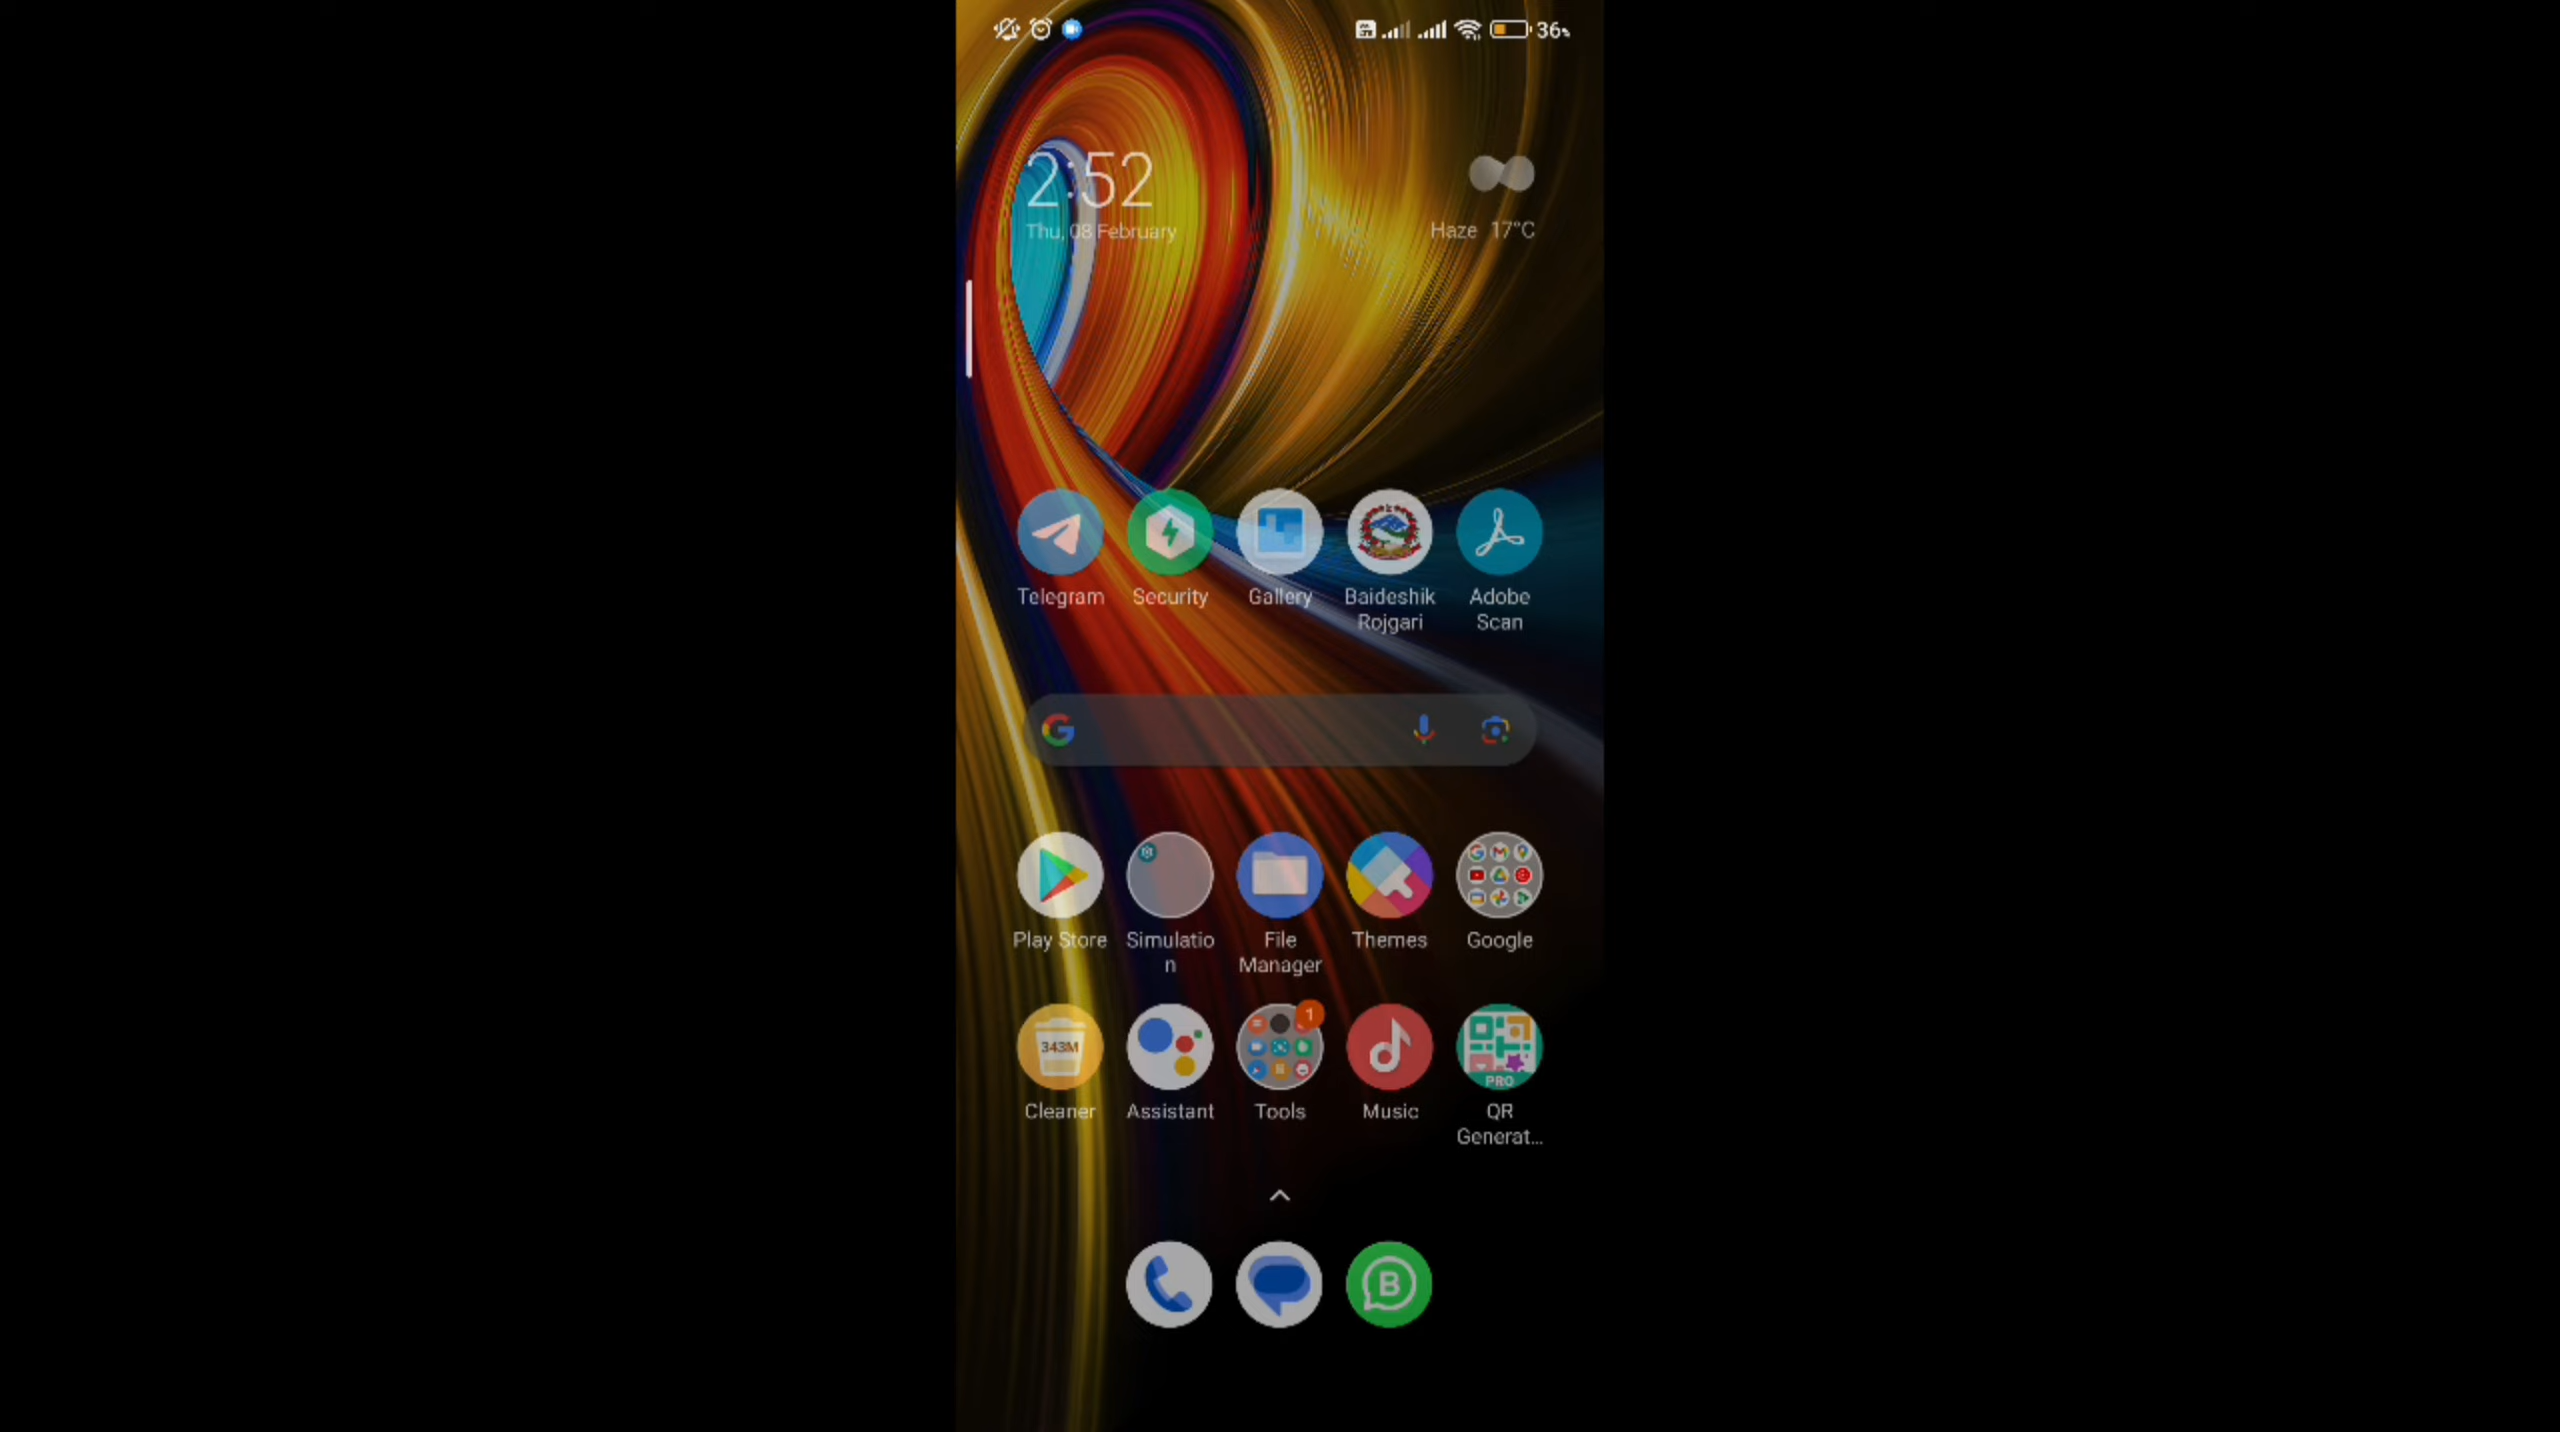 36%
2:52
Thu, 08 February
Haze 17°C
Telegram
Security
Gallery
Baideshik
Rojgari
Adobe
Scan
Play Store
Simulatio
n
File
Manager
Themes
Google
343M
1
PRO
Cleaner
Assistant
Tools
Music
QR
Generat...
B